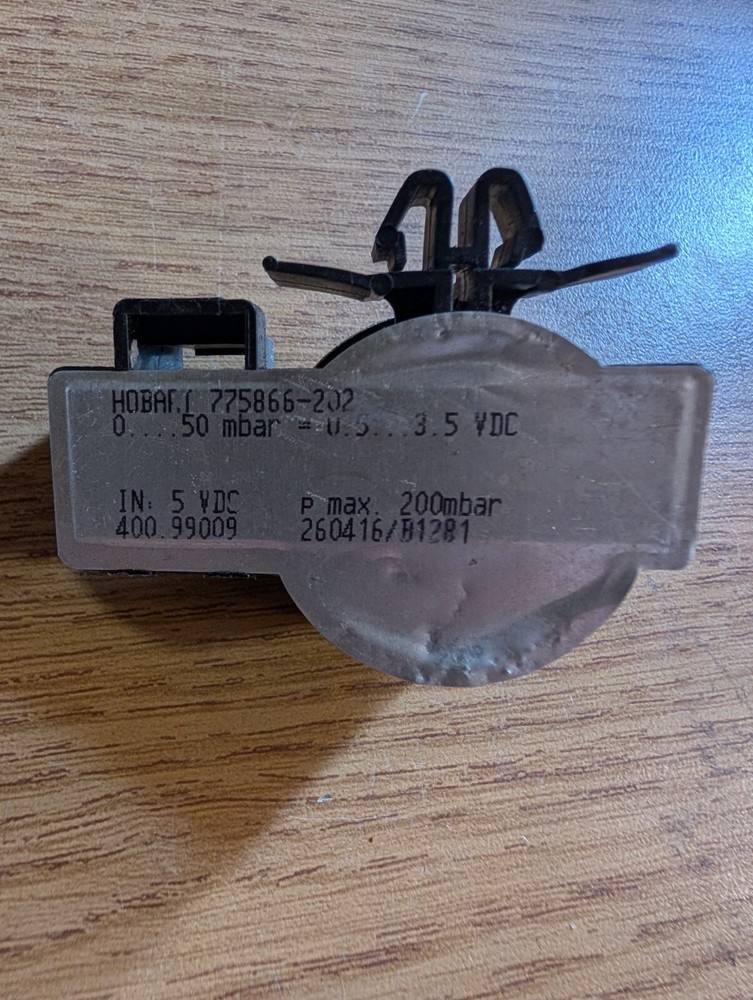 HOBART 775866-202
0....50 mbar = 0.5...3.5 VDC
IN: 5 VDC P max. 200mbar
400.99009 260416/B1281